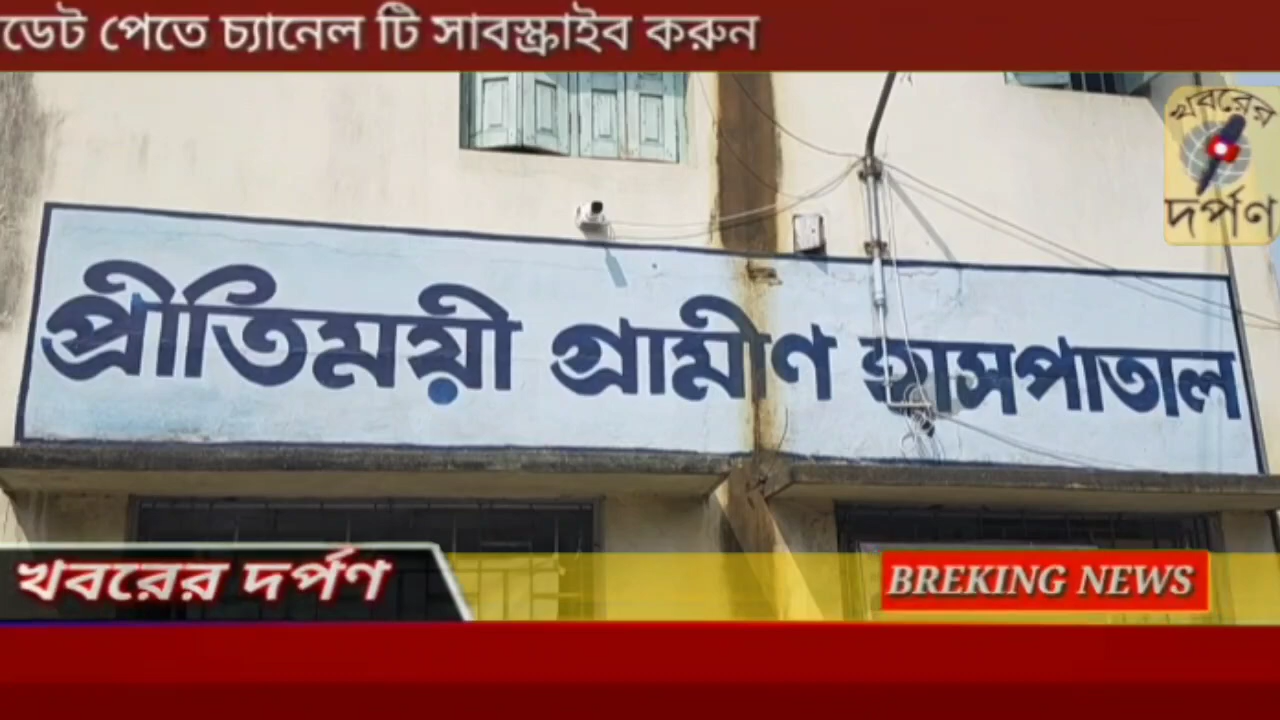 ডেট পেতে চ্যানেল টি সাবস্ক্রাইব করুন
খবরের
দর্পণ
প্রীতিময়ী গ্রামীণ হাসপাতাল
খবরের দর্পণ
BREKING NEWS